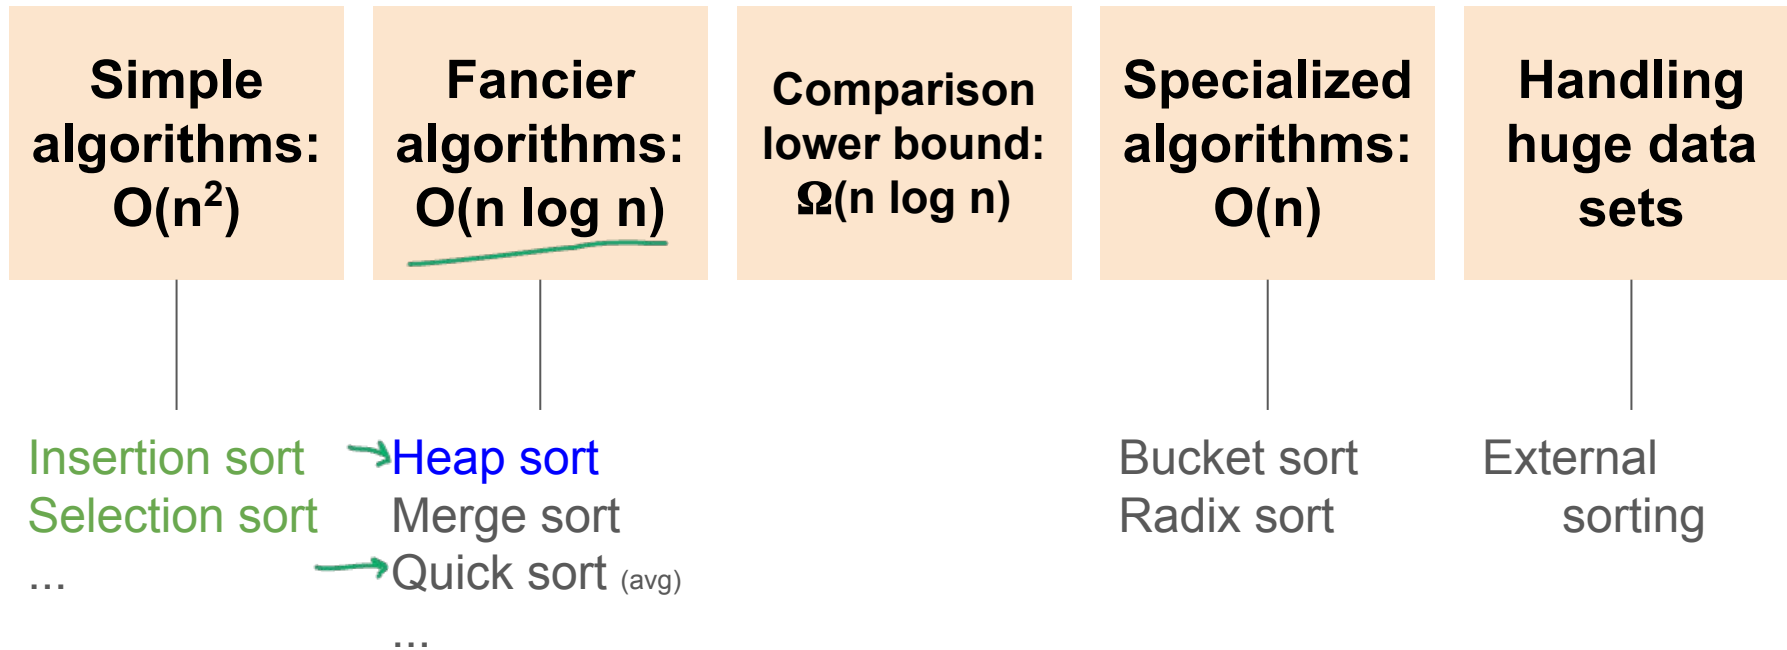 Simple
algorithms:
O(n²)
Fancier
algorithms:
O(n log n)
Comparison
lower bound:
Ω(n log n)
Specialized
algorithms:
O(n)
Handling
huge data
sets
Insertion sort
Selection sort
...
Heap sort
Merge sort
Quick sort (avg)
...
Bucket sort
Radix sort
External
sorting